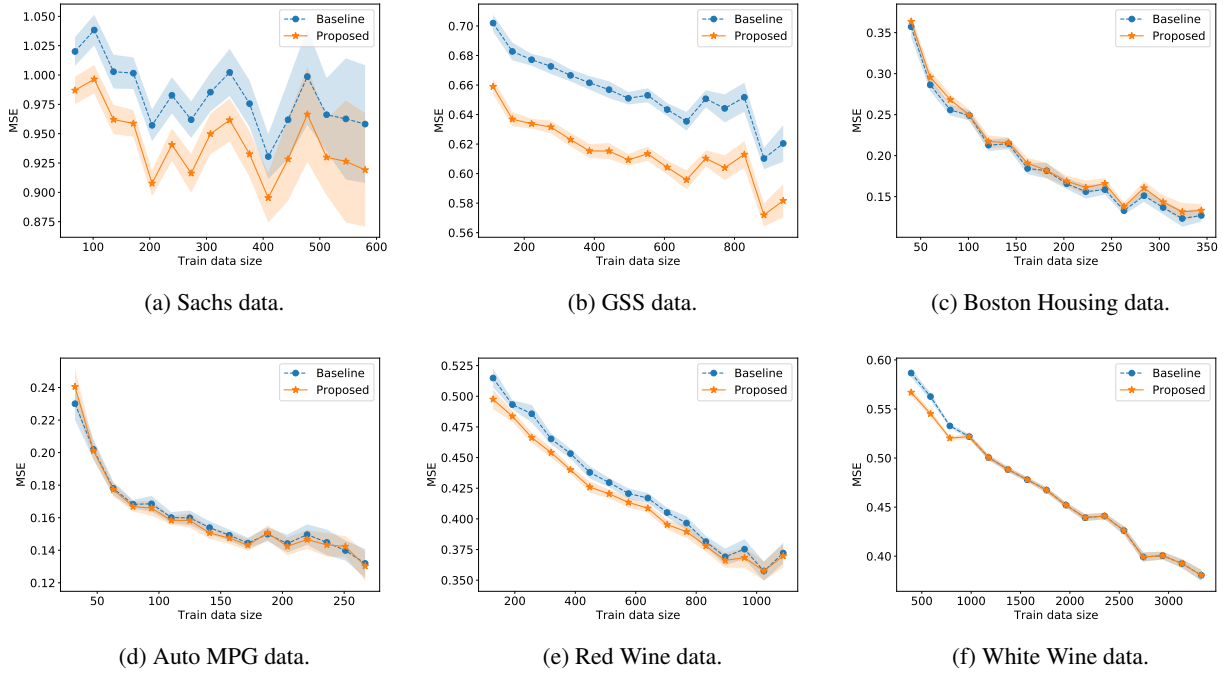 1.050
1.025
1.000
0.975
0.950
0.925
0.900
0.875
MSE
100 200 300 400 500 600
Train data size
Baseline
Proposed
(a) Sachs data.
0.70
0.68
0.66
0.64
0.62
0.60
0.58
0.56
MSE
200 400 600 800
Train data size
Baseline
Proposed
(b) GSS data.
0.35
0.30
0.25
0.20
0.15
MSE
50 100 150 200 250 300 350
Train data size
Baseline
Proposed
(c) Boston Housing data.
0.24
0.22
0.20
0.18
0.16
0.14
0.12
MSE
50 100 150 200 250
Train data size
Baseline
Proposed
(d) Auto MPG data.
0.525
0.500
0.475
0.450
0.425
0.400
0.375
0.350
MSE
200 400 600 800 1000
Train data size
Baseline
Proposed
(e) Red Wine data.
0.60
0.55
0.50
0.45
0.40
MSE
500 1000 1500 2000 2500 3000
Train data size
Baseline
Proposed
(f) White Wine data.